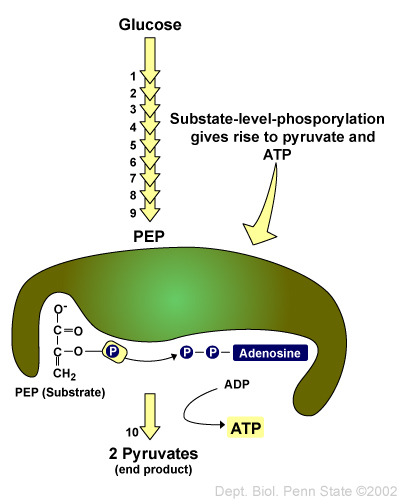 Glucose
1
2
3
4
5
6
7
8
9
PEP
Substate-level-phosporylation
gives rise to pyruvate and
ATP
O-
C=O
C-O-P
CH2
PEP (Substrate)
P-P-Adenosine
ADP
ATP
10
2 Pyruvates
(end product)
Dept. Biol. Penn State ©2002